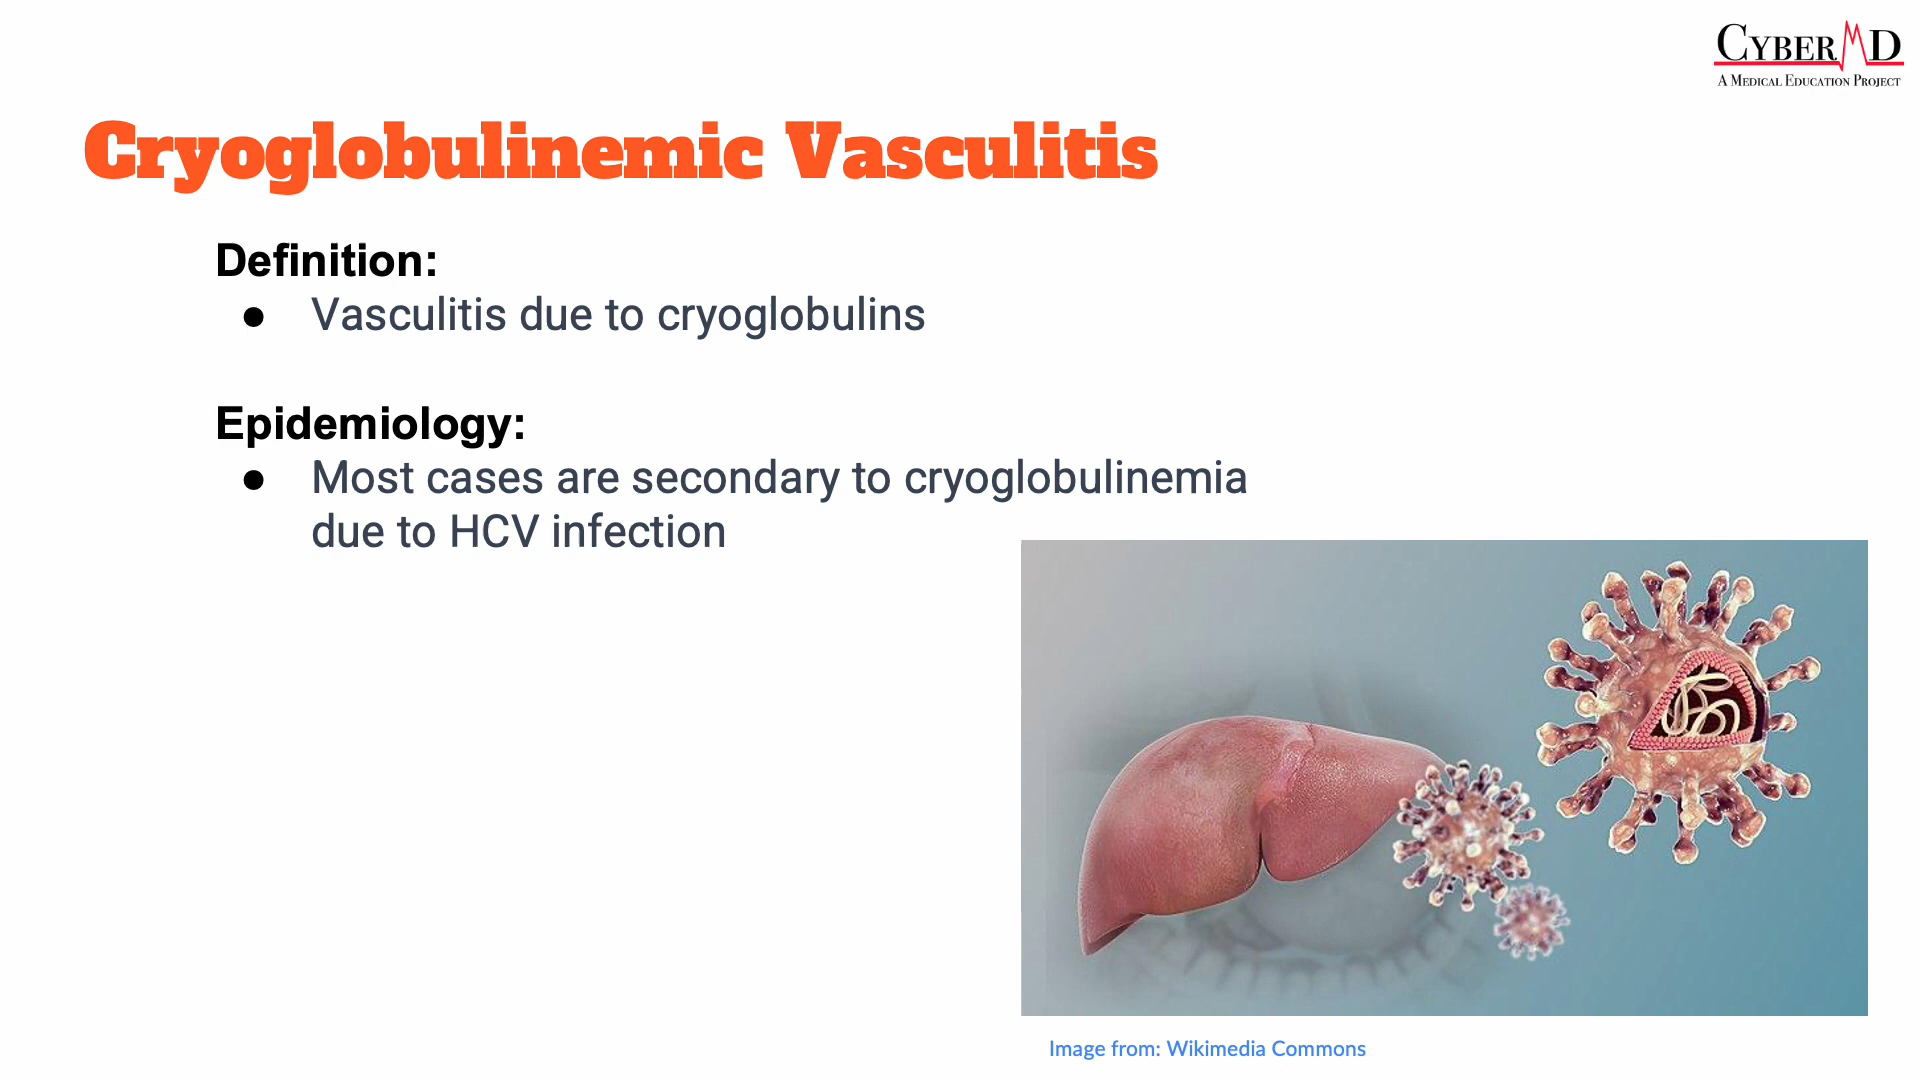 CYBERMD
A MEDICAL EDUCATION PROJECT
Cryoglobulinemic Vasculitis
Definition:
● Vasculitis due to cryoglobulins
Epidemiology:
● Most cases are secondary to cryoglobulinemia
due to HCV infection
Image from: Wikimedia Commons